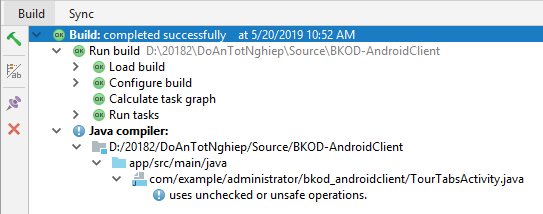 Build Sync
Build: completed successfully at 5/20/2019 10:52 AM
Run build D:\20182\DoAnTotNghiep\Source\BKOD-AndroidClient
Load build
Configure build
Calculate task graph
Run tasks
Java compiler:
D:/20182/DoAnTotNghiep/Source/BKOD-AndroidClient
app/src/main/java
com/example/administrator/bkod_androidclient/TourTabsActivity.java
uses unchecked or unsafe operations.